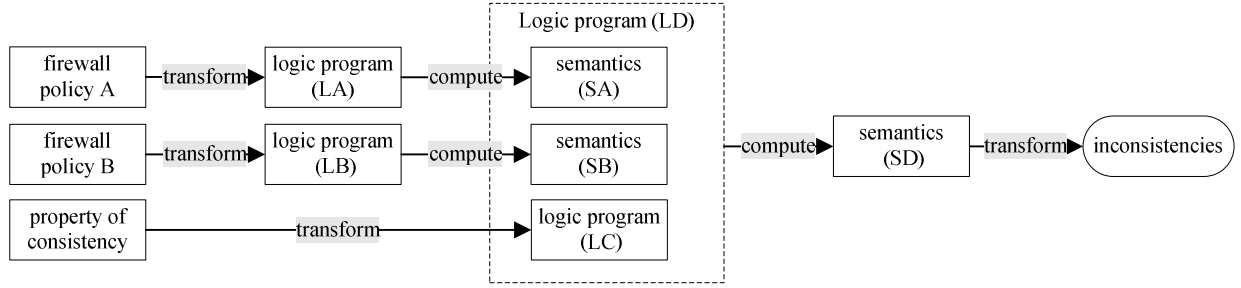 Logic program (LD)
firewall
policy A
transform
logic program
(LA)
compute
semantics
(SA)
firewall
policy B
transform
logic program
(LB)
compute
semantics
(SB)
property of
consistency
transform
logic program
(LC)
compute
semantics
(SD)
transform
inconsistencies